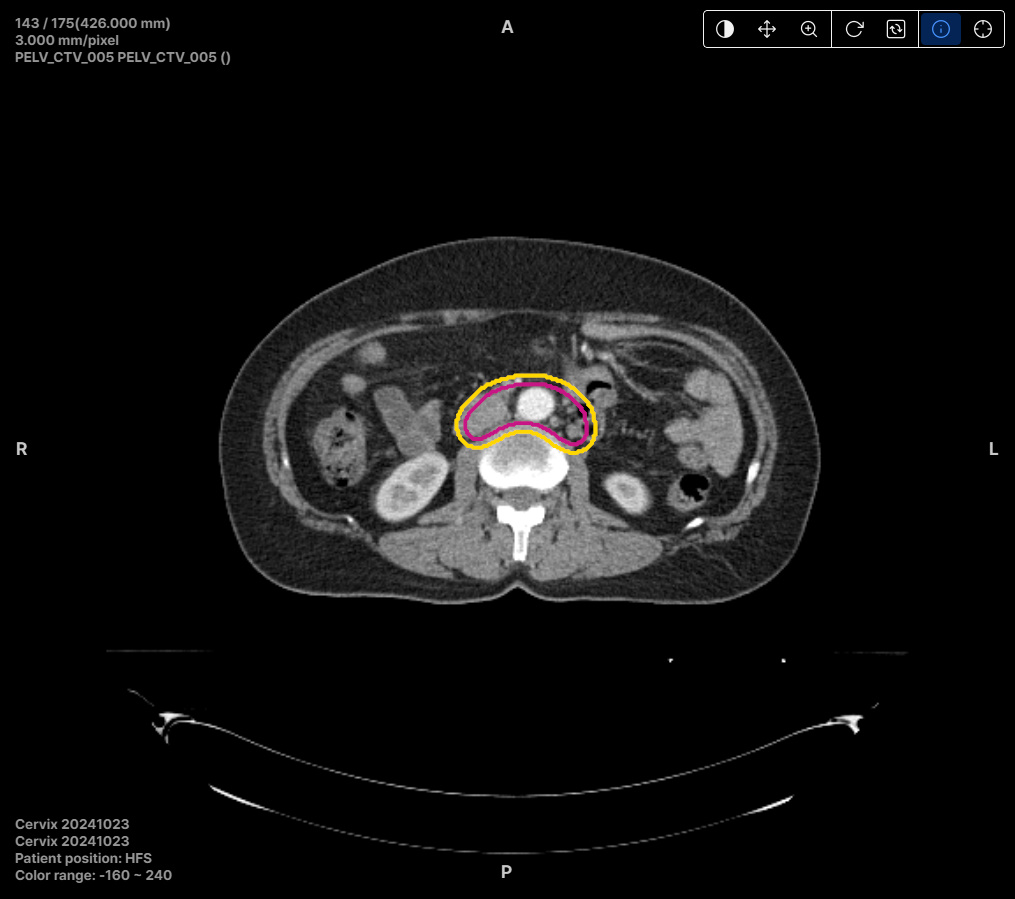 143 / 175(426.000 mm)
3.000 mm/pixel
PELV_CTV_005 PELV_CTV_005 ()
A
R
L
Cervix 20241023
Cervix 20241023
Patient position: HFS
Color range: -160 ~ 240
P